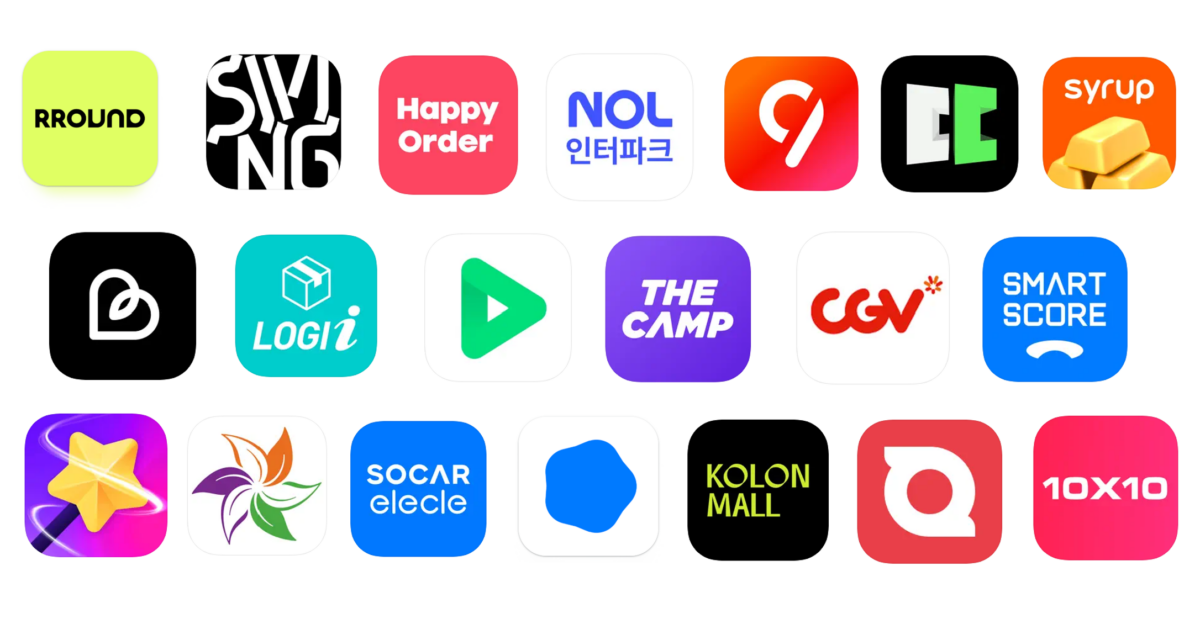 RROUND
SWING
Happy
Order
NOL
인터파크
syrup
LOGI i
THE
CAMP
CGV
SMART
SCORE
SOCAR
elecle
KOLON
MALL
10X10